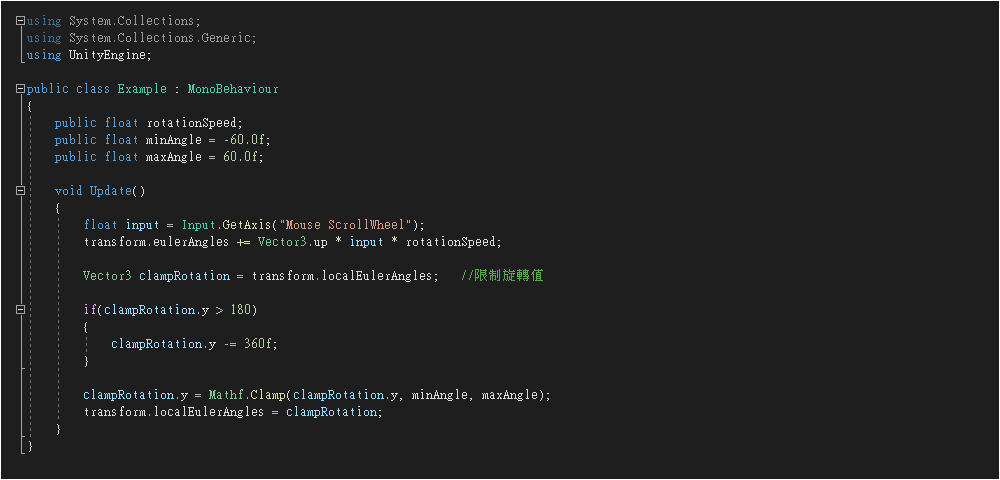 using System.Collections;
using System.Collections.Generic;
using UnityEngine;
public class Example : MonoBehaviour
{
public float rotationSpeed;
public float minAngle = -60.0f;
public float maxAngle = 60.0f;
void Update()
{
float input = Input.GetAxis("Mouse ScrollWheel");
transform.eulerAngles += Vector3.up * input * rotationSpeed;
Vector3 clampRotation = transform.localEulerAngles;   //限制旋轉值
if(clampRotation.y > 180)
{
clampRotation.y -= 360f;
}
clampRotation.y = Mathf.Clamp(clampRotation.y, minAngle, maxAngle);
transform.localEulerAngles = clampRotation;
}
}